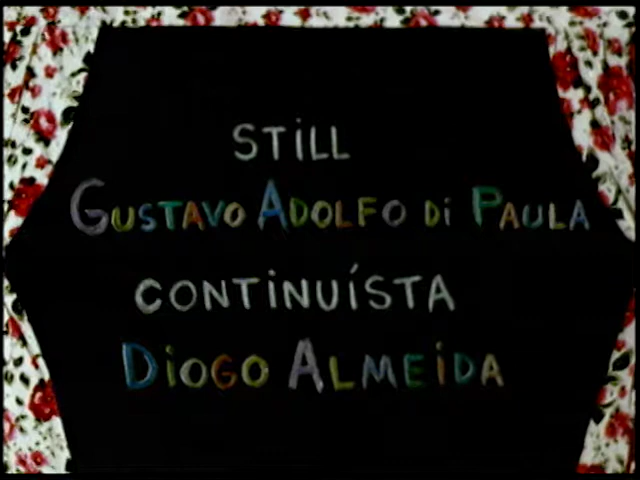 STiLL
GUSTAVO ADOLFO Di PAULA
CONTiNUÍSTA
DiOGO ALMEiDA